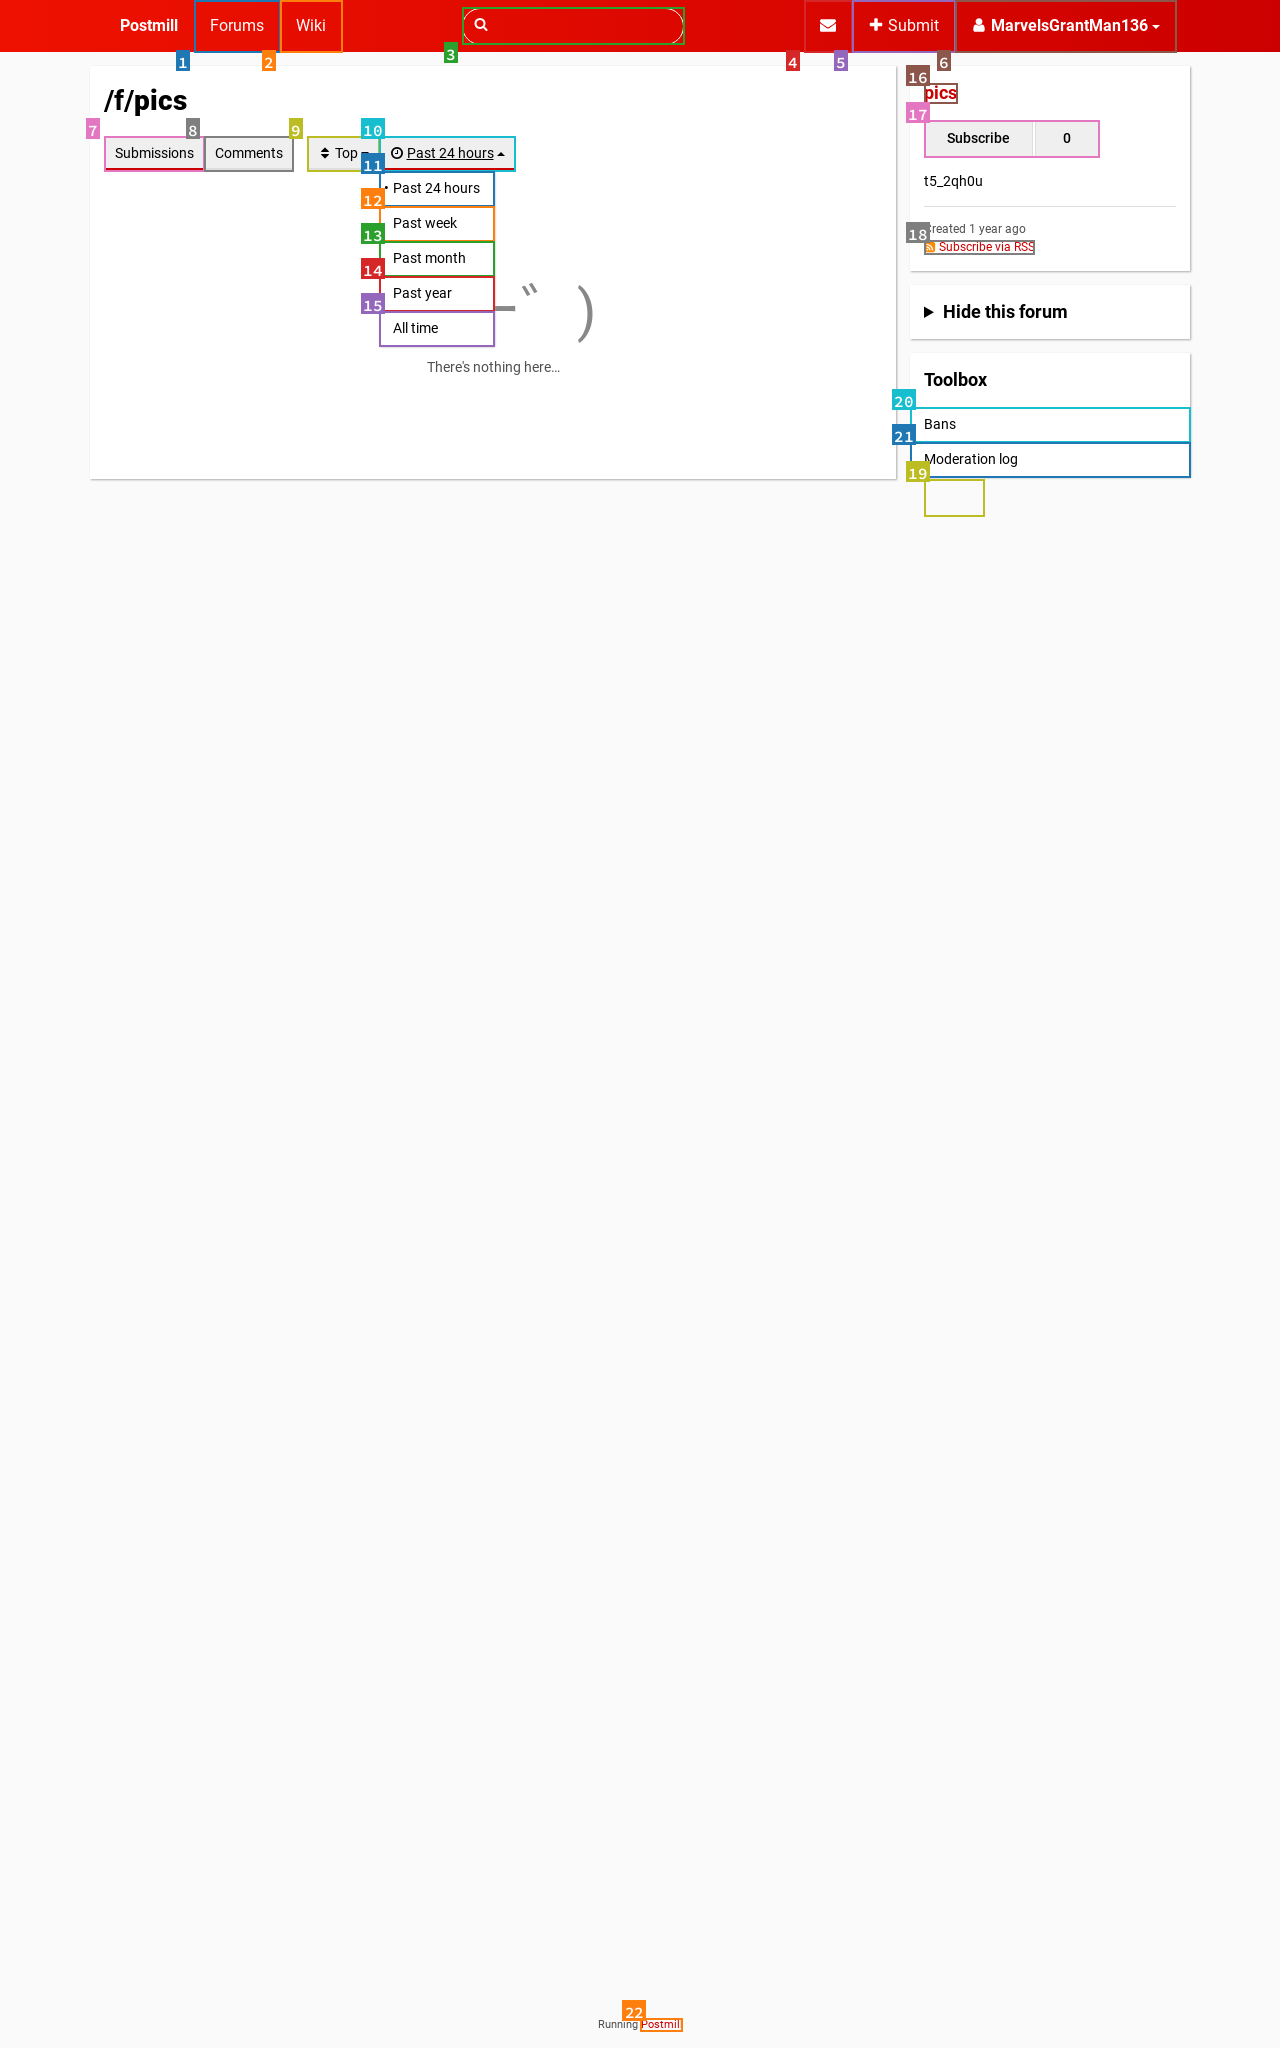 Postmill Forums Wiki Submit MarvelsGrantMan136
1 2 3 4 5 6
/f/pics
7 8 9 10
Submissions Comments Top Past 24 hours
11 Past 24 hours
12 Past week
13 Past month
14 Past year
15 All time
There's nothing here…
16
pics
17
Subscribe 0
t5_2qh0u
18 Created 1 year ago
Subscribe via RSS
Hide this forum
Toolbox
20
Bans
21
Moderation log
19
22
Running Postmill